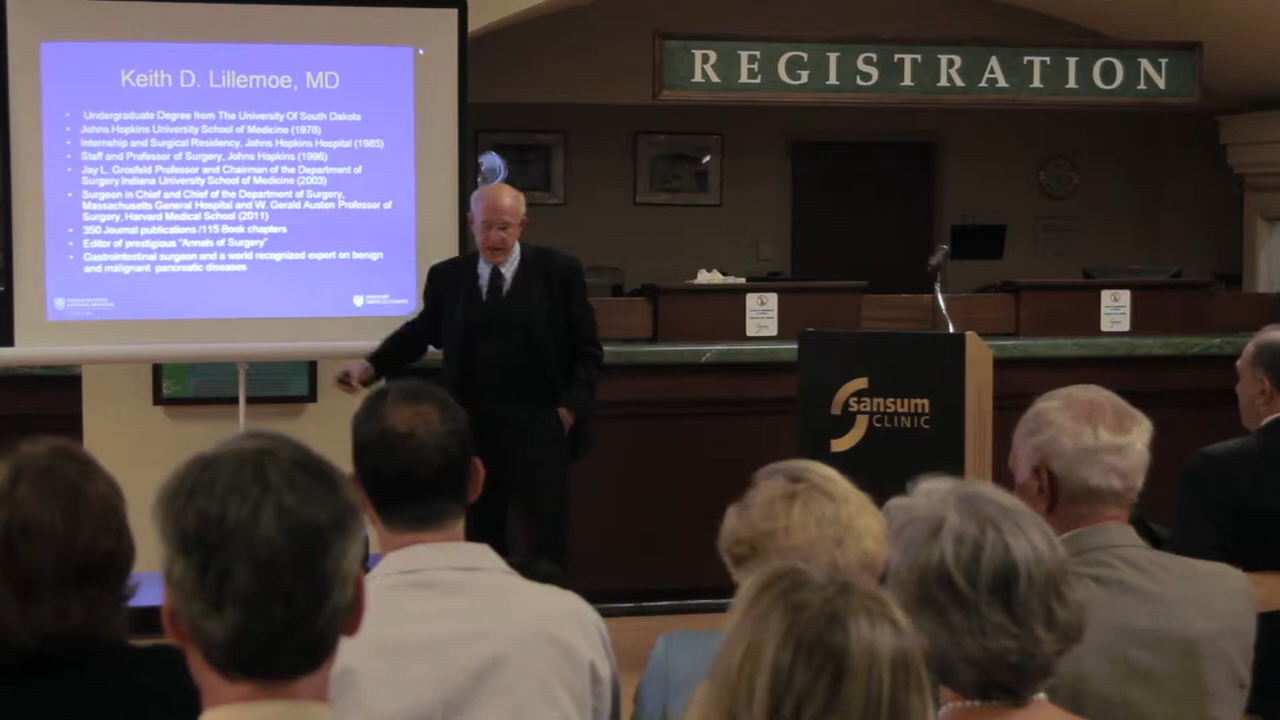 Keith D. Lillemoe, MD
• Undergraduate Degree from The University Of South Dakota
• Johns Hopkins University School of Medicine (1978)
• Internship and Surgical Residency, Johns Hopkins Hospital (1985)
• Staff and Professor of Surgery, Johns Hopkins (1996)
• Jay L. Grosfeld Professor and Chairman of the Department of
Surgery Indiana University School of Medicine (2003)
• Surgeon in Chief and Chief of the Department of Surgery,
Massachusetts General Hospital and W. Gerald Austen Professor of
Surgery, Harvard Medical School (2011)
• 350 Journal publications /115 Book chapters
• Editor of prestigious "Annals of Surgery"
• Gastrointestinal surgeon and a world recognized expert on benign
and malignant pancreatic diseases
MASSACHUSETTS
GENERAL HOSPITAL
REGISTRATION
sansum
CLINIC